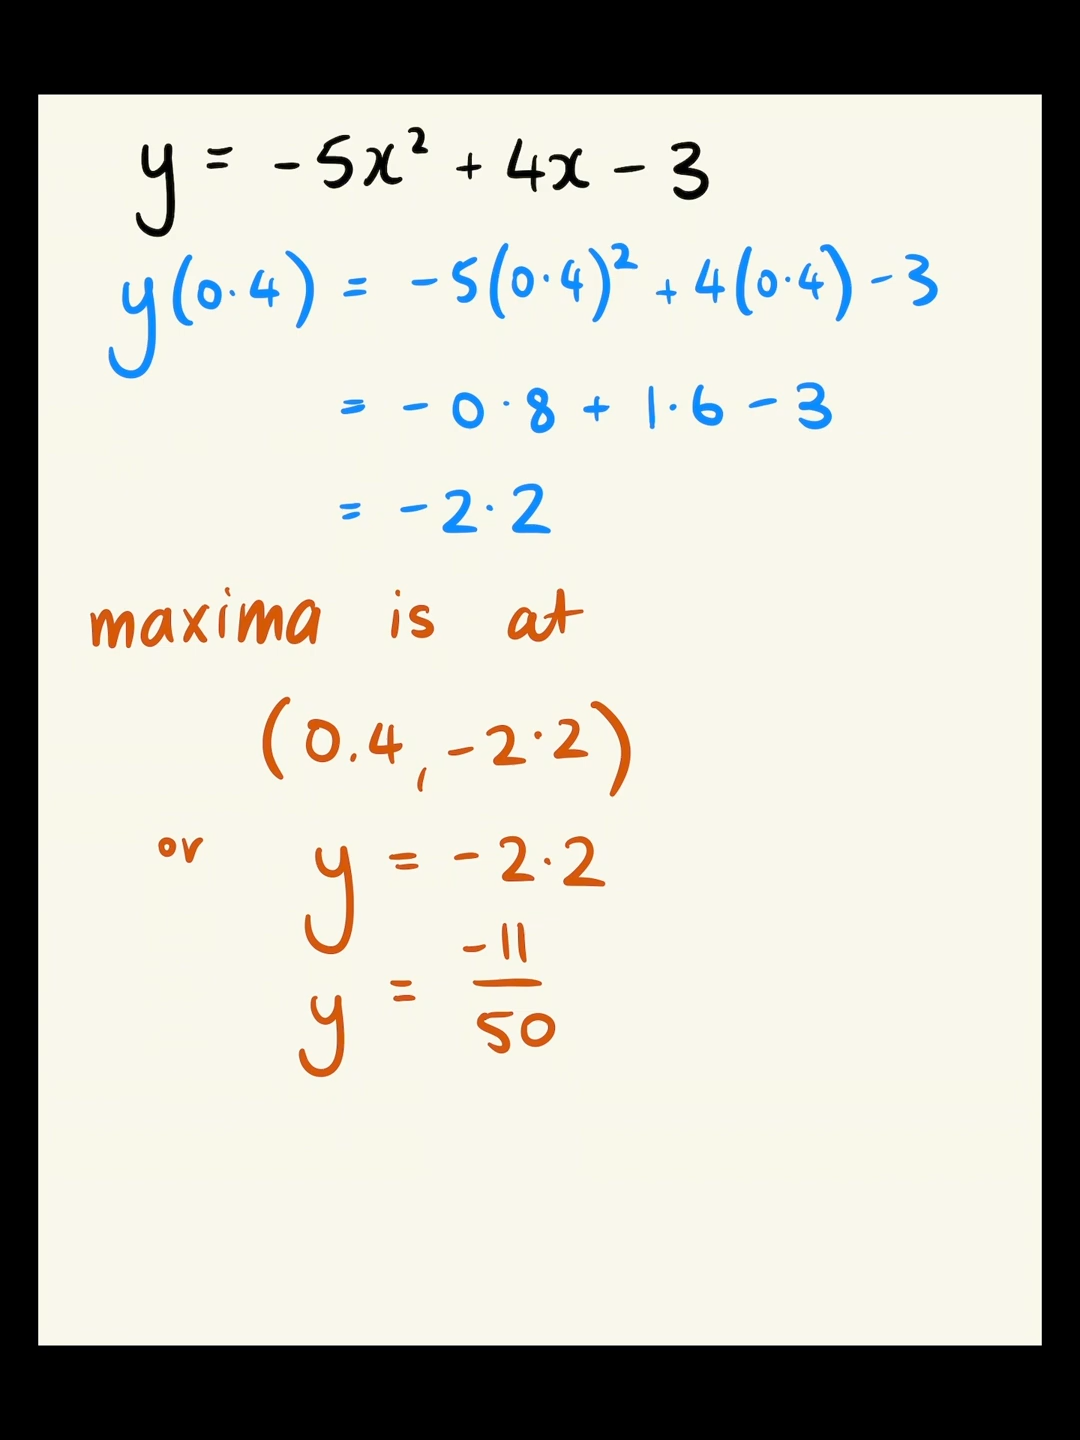 y = -5x² + 4x - 3
y(0·4) = -5(0·4)² + 4(0·4) - 3
= -0·8 + 1·6 - 3
= -2·2
maxima is at
(0.4, -2·2)
or y = -2·2
y = -11/50